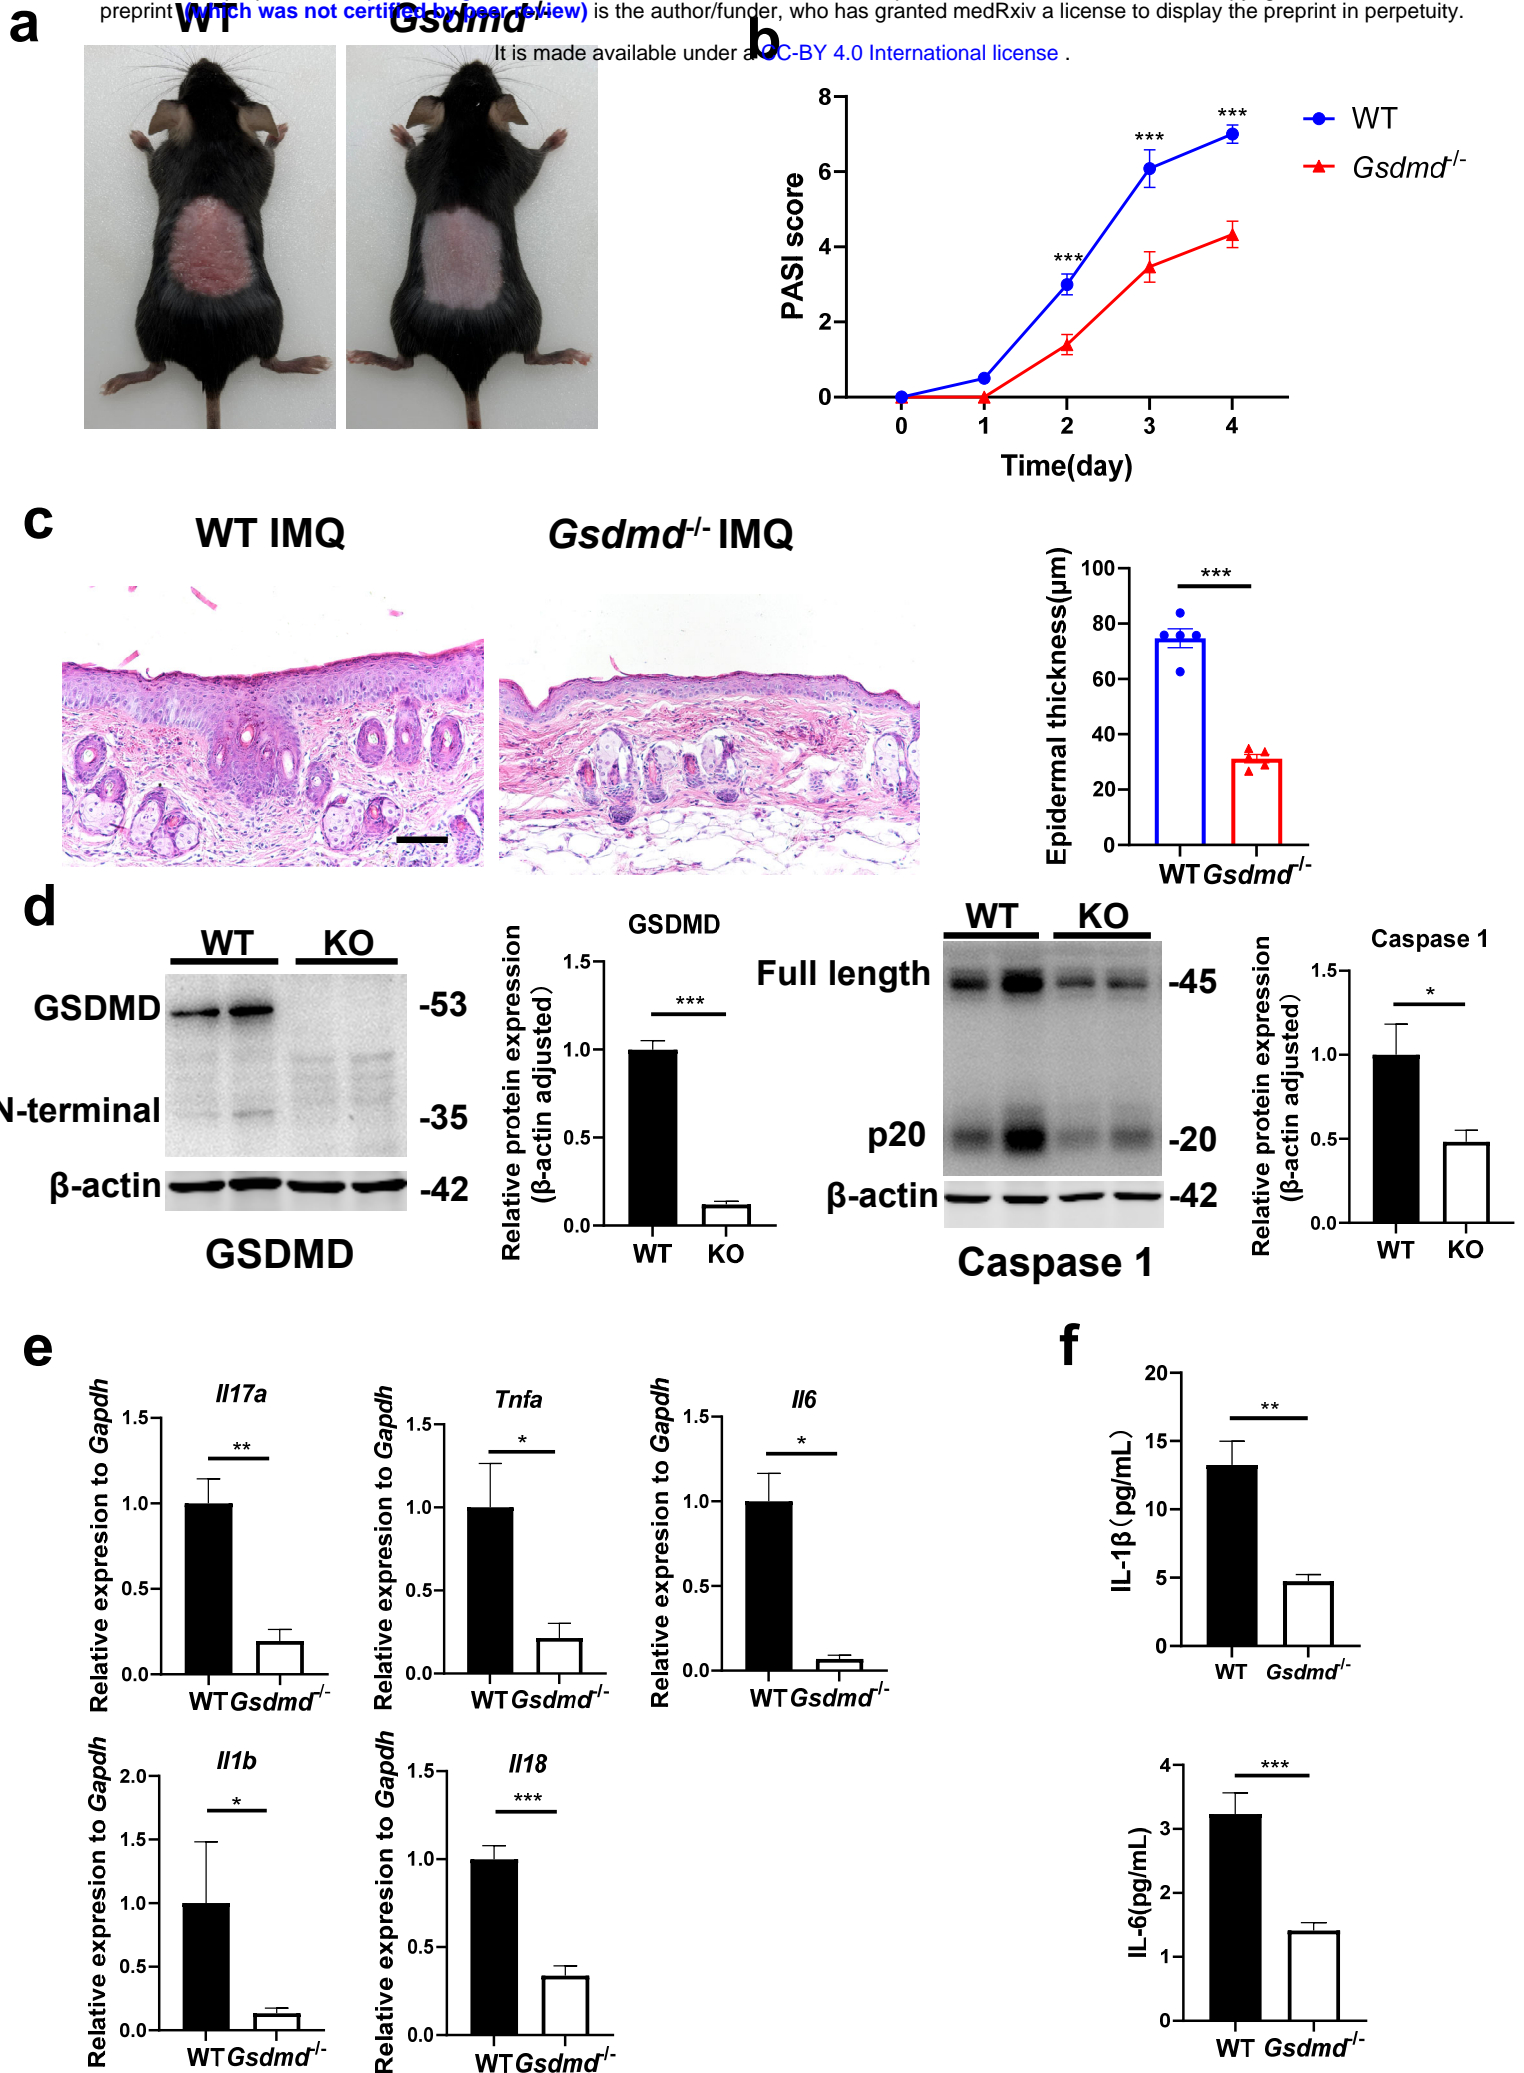 preprint (which was not certified by peer review) is the author/funder, who has granted medRxiv a license to display the preprint in perpetuity.
It is made available under a CC-BY 4.0 International license .
a
WT
Gsdmd-/-
b
8
6
4
2
0
PASI score
*** *** ***
0 1 2 3 4
Time(day)
WT
Gsdmd-/-
c
WT IMQ
Gsdmd-/- IMQ
Epidermal thickness(μm)
100
80
60
40
20
0
***
WT Gsdmd-/-
d
WT KO
GSDMD
-53
N-terminal
-35
β-actin
-42
GSDMD
GSDMD
Relative protein expression
(β-actin adjusted)
1.5
1.0
0.5
0.0
***
WT KO
WT KO
Full length
-45
p20
-20
β-actin
-42
Caspase 1
Caspase 1
Relative protein expression
(β-actin adjusted)
1.5
1.0
0.5
0.0
*
WT KO
e
Il17a
Relative expresion to Gapdh
1.5
1.0
0.5
0.0
**
WT Gsdmd-/-
Tnfa
Relative expresion to Gapdh
1.5
1.0
0.5
0.0
*
WT Gsdmd-/-
Il6
Relative expresion to Gapdh
1.5
1.0
0.5
0.0
*
WT Gsdmd-/-
Il1b
Relative expresion to Gapdh
2.0
1.5
1.0
0.5
0.0
*
WT Gsdmd-/-
Il18
Relative expresion to Gapdh
1.5
1.0
0.5
0.0
***
WT Gsdmd-/-
f
IL-1β(pg/mL)
20
15
10
5
0
**
WT Gsdmd-/-
IL-6(pg/mL)
4
3
2
1
0
***
WT Gsdmd-/-